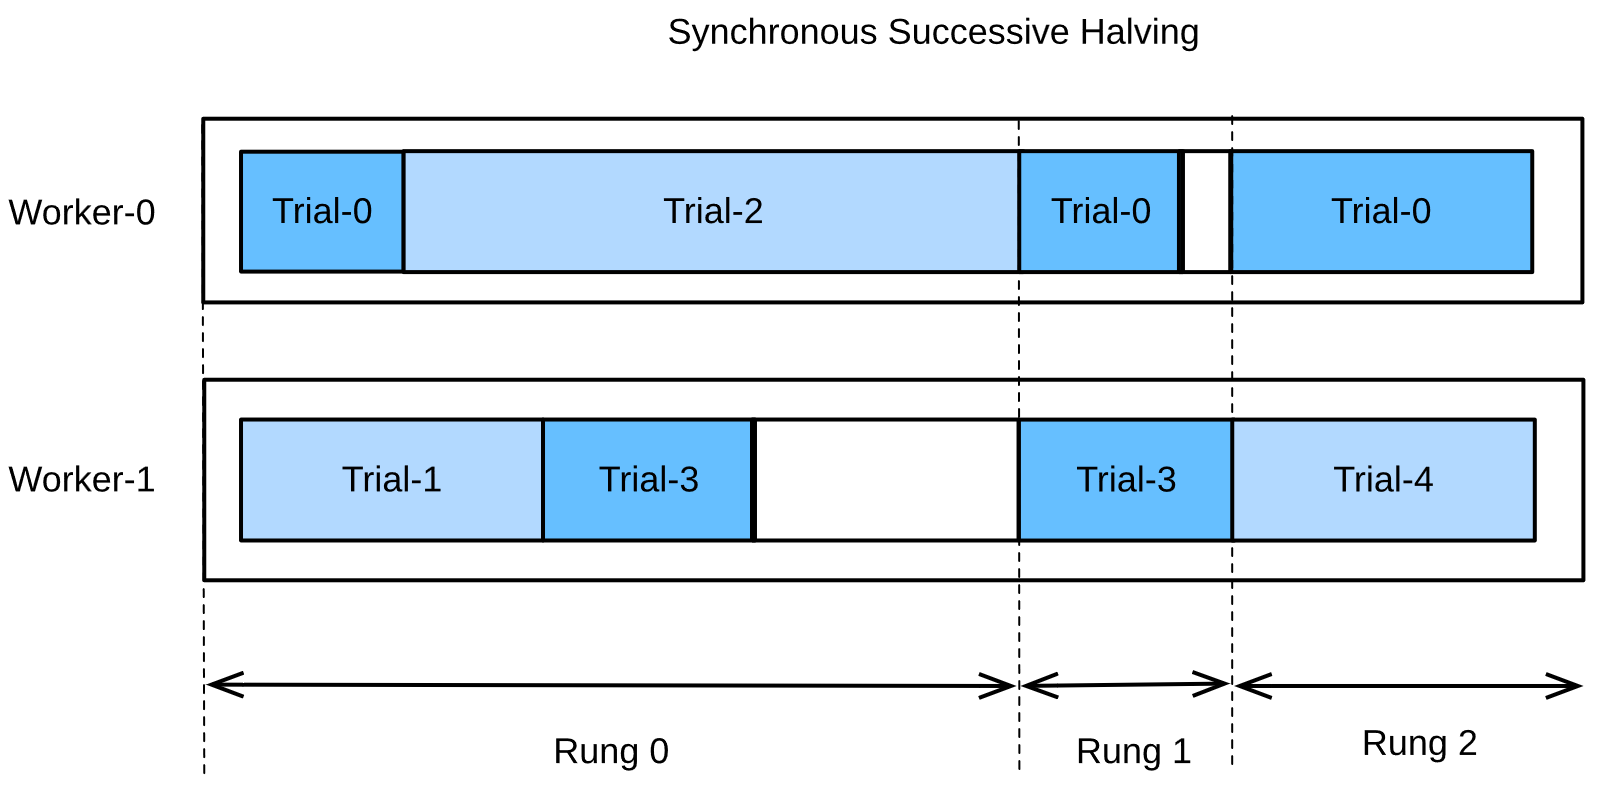 Synchronous Successive Halving
Worker-0
Trial-0
Trial-2
Trial-0
Trial-0
Worker-1
Trial-1
Trial-3
Trial-3
Trial-4
Rung 0
Rung 1
Rung 2